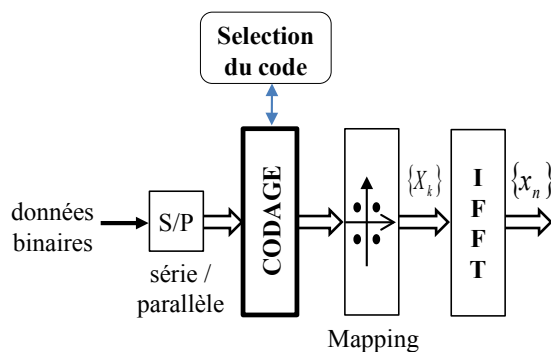 Selection
du code
données
binaires
S/P
série /
parallèle
CODAGE
Mapping
{X_k}
I
F
F
T
{x_n}